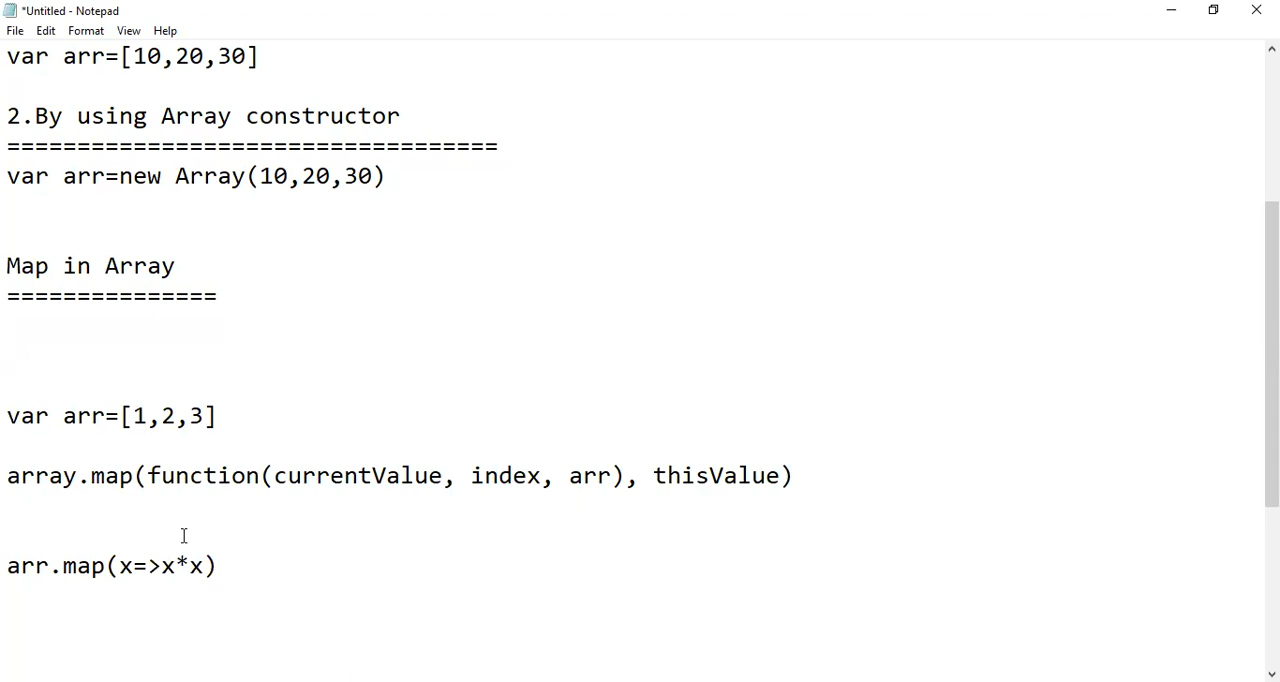 *Untitled - Notepad
File Edit Format View Help
var arr=[10,20,30]
2.By using Array constructor
===================================
var arr=new Array(10,20,30)
Map in Array
===============
var arr=[1,2,3]
array.map(function(currentValue, index, arr), thisValue)
arr.map(x=>x*x)